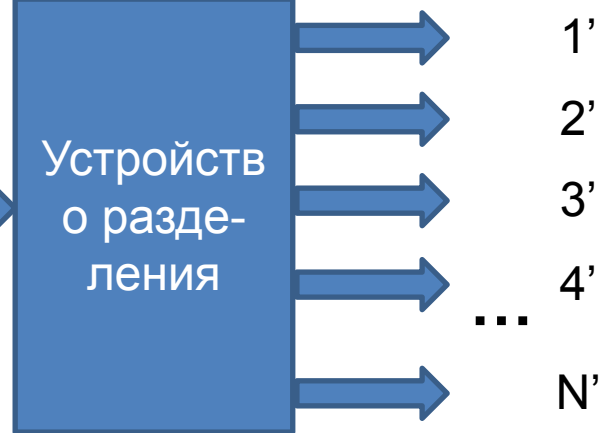 1’
2’
Устройств
о разде-
ления
3’
4’
...
N’